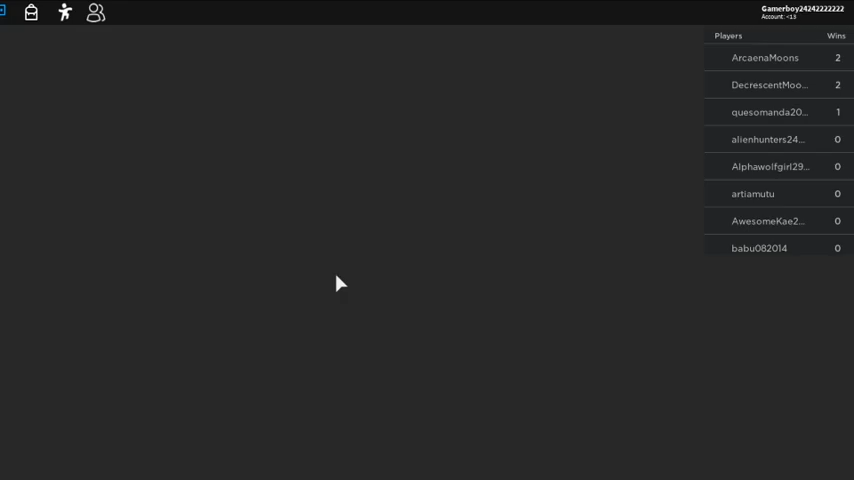 Gamerboy24242222222
Account: <13
Players Wins
ArcaenaMoons 2
DecrescentMoo... 2
quesomanda20... 1
alienhunters24... 0
Alphawolfgirl29... 0
artiamutu 0
AwesomeKae2... 0
babu082014 0